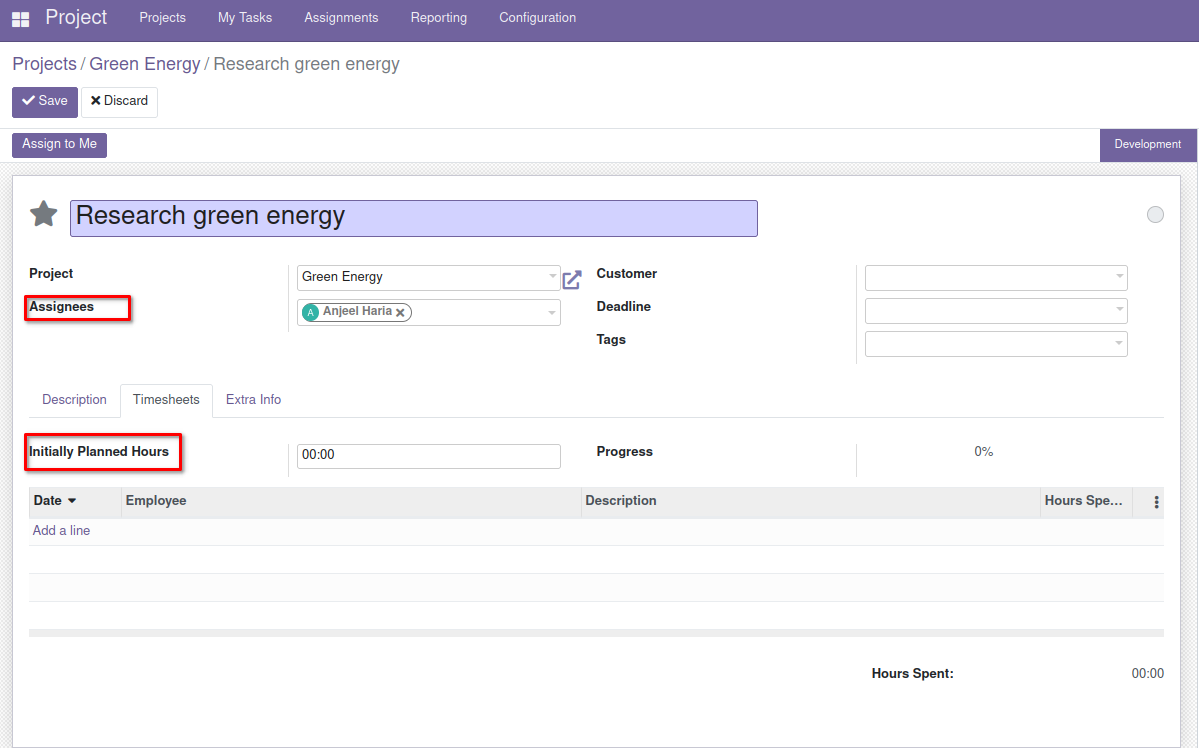 Project Projects My Tasks Assignments Reporting Configuration
Projects / Green Energy / Research green energy
Save Discard
Assign to Me Development
Research green energy
Project Green Energy Customer
Assignees A Anjeel Haria Deadline
Tags
Description Timesheets Extra Info
Initially Planned Hours 00:00 Progress 0%
Date Employee Description Hours Spe...
Add a line
Hours Spent: 00:00